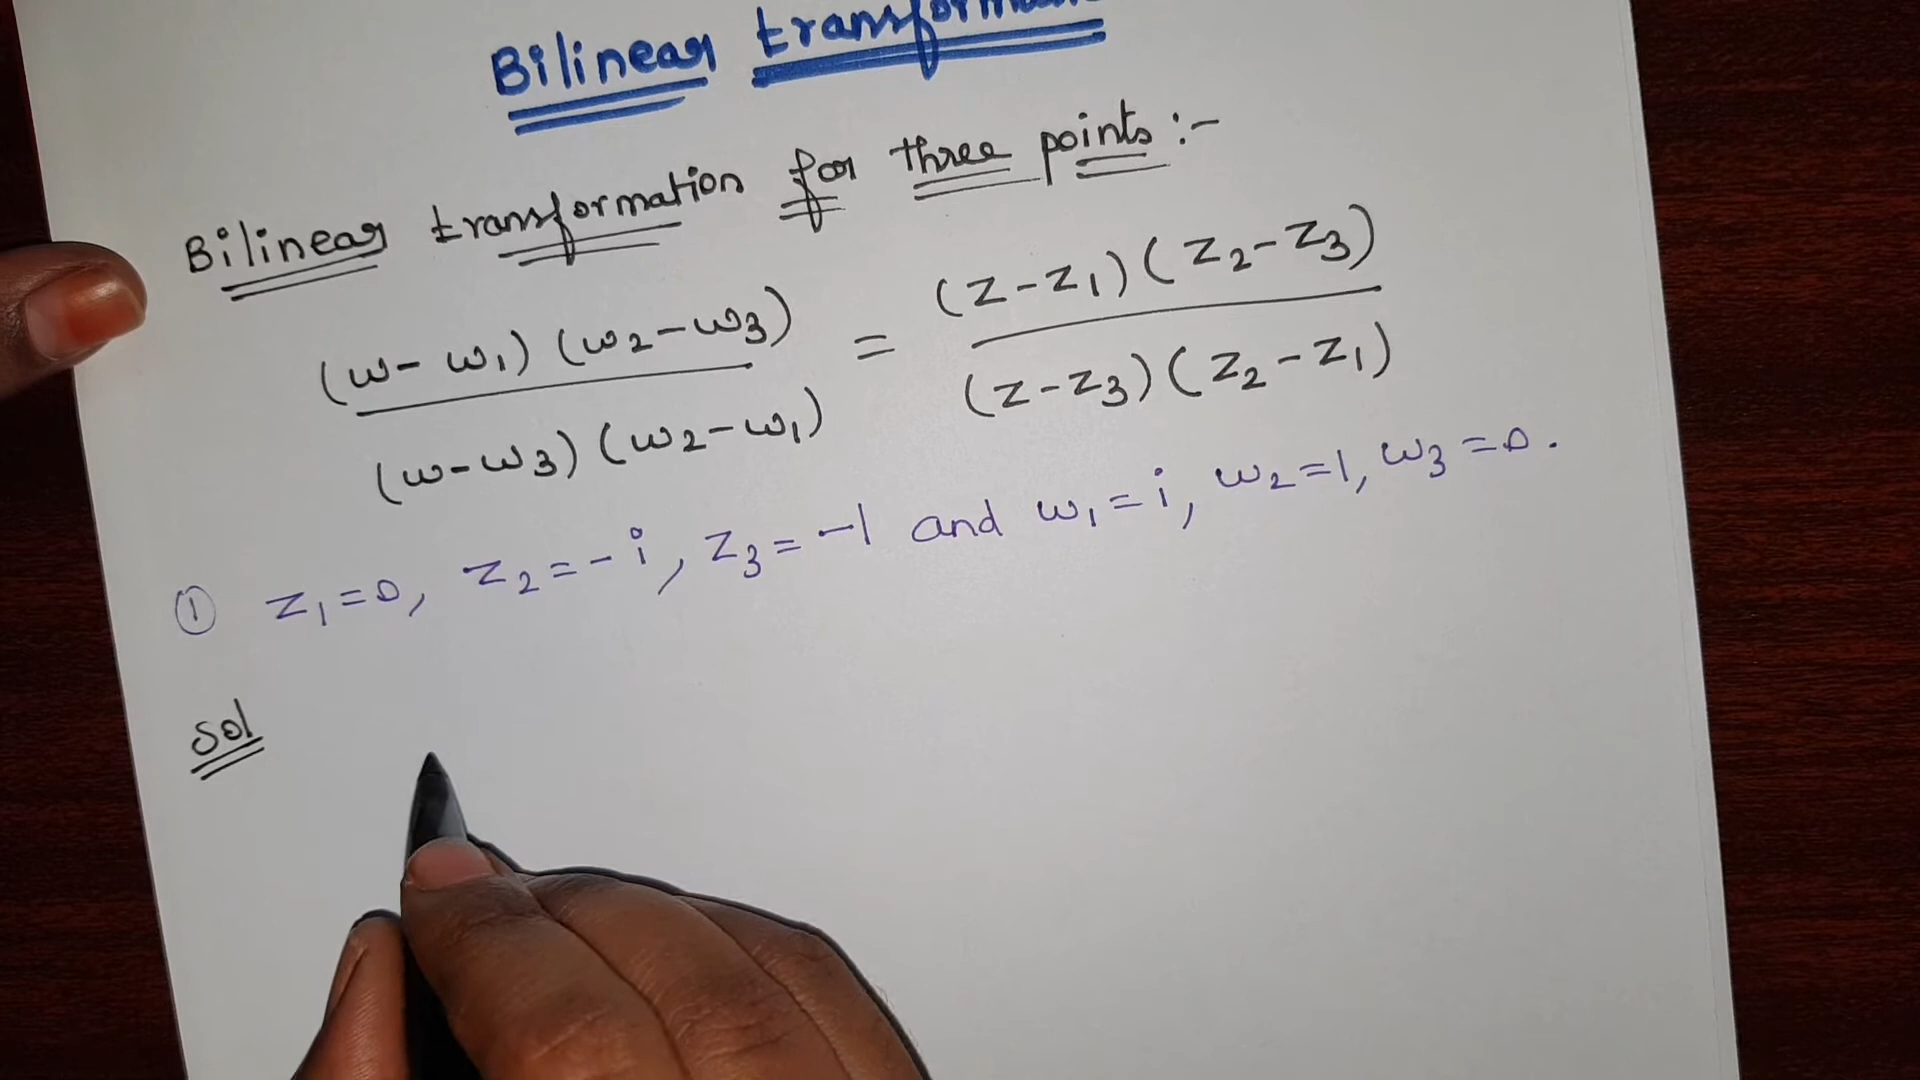 Bilinear
Bilinear transformation for three points :-
(w - w₁) (w₂ - w₃) / (w - w₃) (w₂ - w₁) = (z - z₁) (z₂ - z₃) / (z - z₃) (z₂ - z₁)
① z₁ = 0, z₂ = -i, z₃ = -1 and w₁ = i, w₂ = 1, w₃ = 0.
Sol